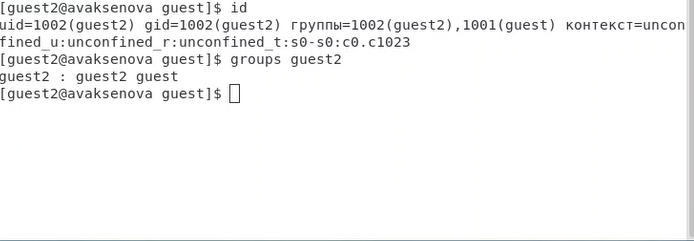 [guest2@avaksenova guest]$ id
uid=1002(guest2) gid=1002(guest2) группы=1002(guest2),1001(guest) контекст=uncon
fined_u:unconfined_r:unconfined_t:s0-s0:c0.c1023
[guest2@avaksenova guest]$ groups guest2
guest2 : guest2 guest
[guest2@avaksenova guest]$